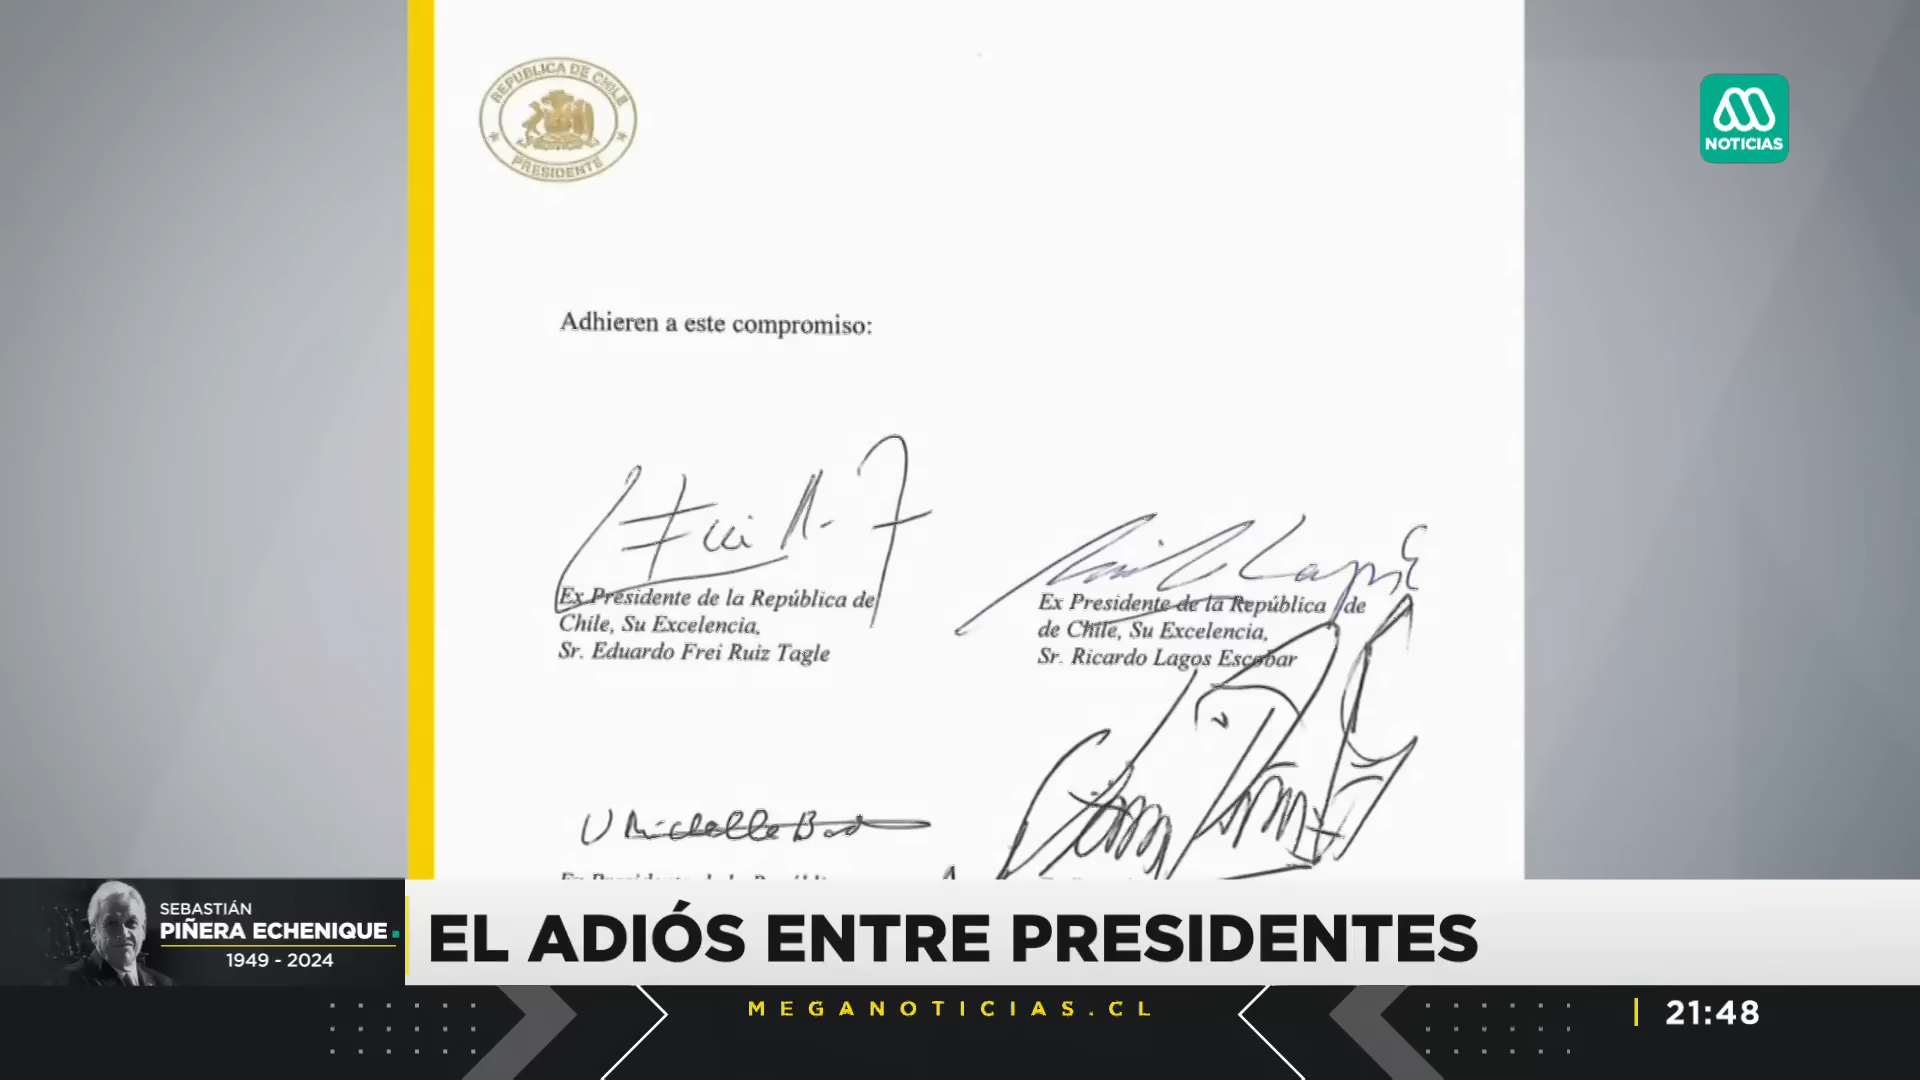 REPUBLICA DE CHILE
PRESIDENTE
NOTICIAS
Adhieren a este compromiso:
Ex Presidente de la República de
Chile, Su Excelencia,
Sr. Eduardo Frei Ruiz Tagle
Ex Presidente de la República de
de Chile, Su Excelencia,
Sr. Ricardo Lagos Escobar
SEBASTIÁN
PIÑERA ECHENIQUE
1949 - 2024
EL ADIÓS ENTRE PRESIDENTES
MEGANOTICIAS.CL
21:48